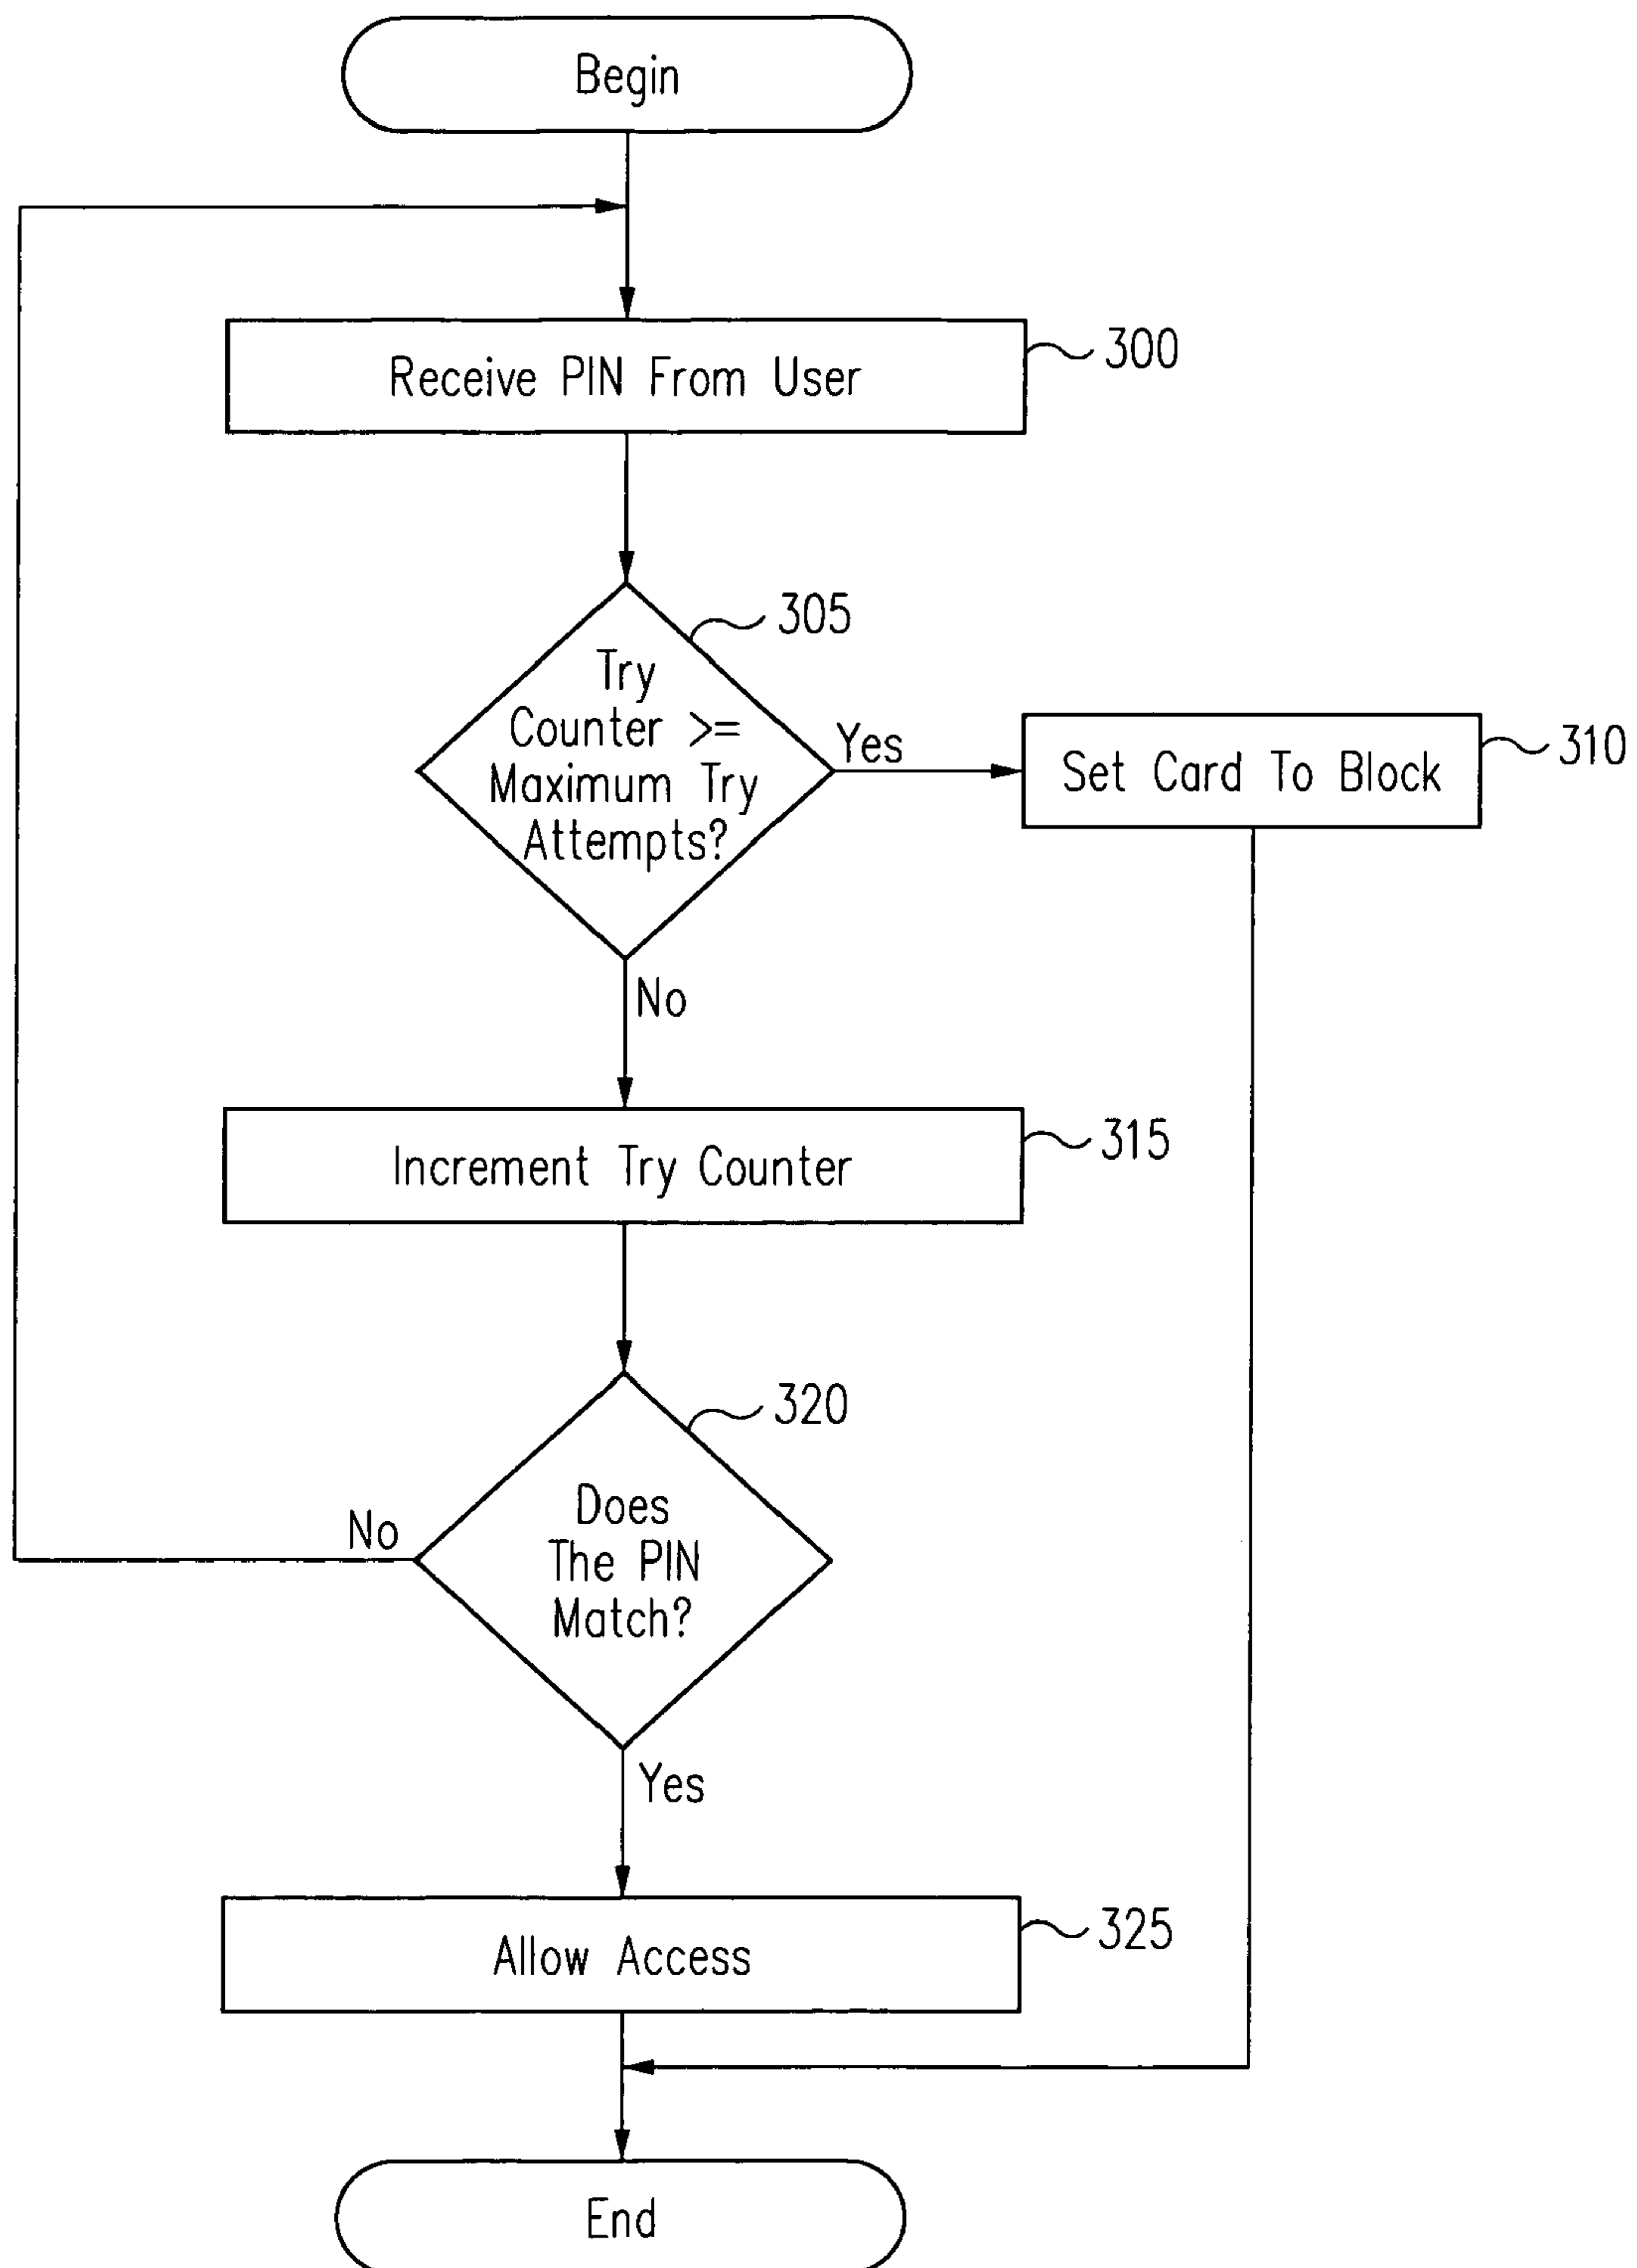 Begin
Receive PIN From User
300
305
Try
Counter >=
Maximum Try
Attempts?
Yes
Set Card To Block
310
No
Increment Try Counter
315
320
Does
The PIN
Match?
No
Yes
Allow Access
325
End